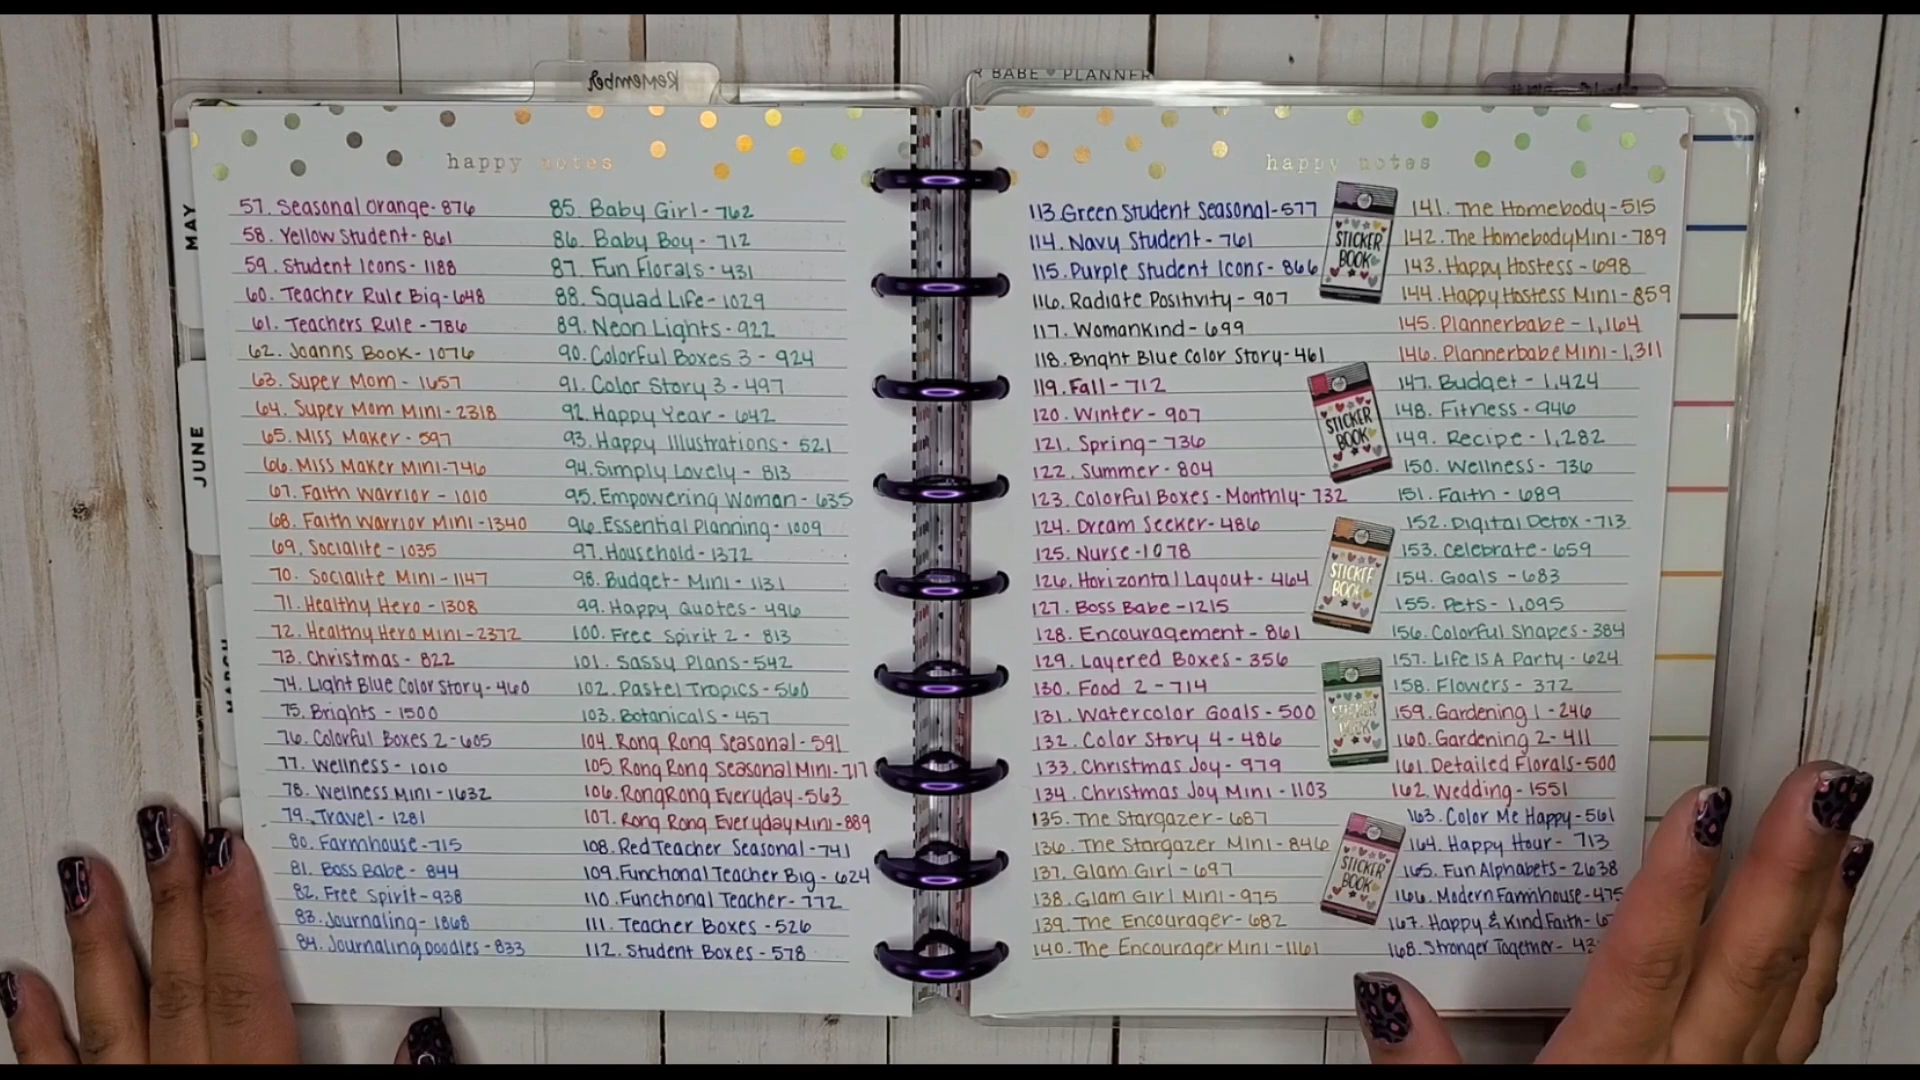 Remember
R BABE ♥ PLANNER
MAY
JUNE
MARCH
happy notes
57. Seasonal Orange - 876
58. Yellow Student - 861
59. Student Icons - 1188
60. Teacher Rule Big - 648
61. Teachers Rule - 786
62. Joanns Book - 1076
63. Super Mom - 1657
64. Super Mom Mini - 2318
65. Miss Maker - 597
66. Miss Maker Mini - 746
67. Faith Warrior - 1010
68. Faith Warrior Mini - 1340
69. Socialite - 1035
70. Socialite Mini - 1147
71. Healthy Hero - 1308
72. Healthy Hero Mini - 2372
73. Christmas - 822
74. Light Blue Color Story - 460
75. Brights - 1500
76. Colorful Boxes 2 - 605
77. Wellness - 1010
78. Wellness Mini - 1632
79. Travel - 1281
80. Farmhouse - 715
81. Boss Babe - 844
82. Free Spirit - 938
83. Journaling - 1868
84. Journaling Doodles - 833
85. Baby Girl - 762
86. Baby Boy - 712
87. Fun Florals - 431
88. Squad Life - 1029
89. Neon Lights - 922
90. Colorful Boxes 3 - 924
91. Color Story 3 - 497
92. Happy Year - 642
93. Happy Illustrations - 521
94. Simply Lovely - 813
95. Empowering Woman - 635
96. Essential Planning - 1009
97. Household - 1372
98. Budget - Mini - 1131
99. Happy Quotes - 496
100. Free Spirit 2 - 813
101. Sassy Plans - 542
102. Pastel Tropics - 560
103. Botanicals - 457
104. Rong Rong Seasonal - 591
105. Rong Rong Seasonal Mini - 717
106. Rong Rong Everyday - 563
107. Rong Rong Everyday Mini - 889
108. Red Teacher Seasonal - 741
109. Functional Teacher Big - 624
110. Functional Teacher - 772
111. Teacher Boxes - 526
112. Student Boxes - 578
happy notes
113. Green Student Seasonal - 577
114. Navy Student - 761
115. Purple Student Icons - 866
116. Radiate Positivity - 907
117. Womankind - 699
118. Bright Blue Color Story - 461
119. Fall - 712
120. Winter - 907
121. Spring - 736
122. Summer - 804
123. Colorful Boxes - Monthly - 732
124. Dream Seeker - 486
125. Nurse - 1078
126. Horizontal Layout - 464
127. Boss Babe - 1215
128. Encouragement - 861
129. Layered Boxes - 356
130. Food 2 - 714
131. Watercolor Goals - 500
132. Color Story 4 - 486
133. Christmas Joy - 979
134. Christmas Joy Mini - 1103
135. The Stargazer - 687
136. The Stargazer Mini - 846
137. Glam Girl - 697
138. Glam Girl Mini - 975
139. The Encourager - 682
140. The Encourager Mini - 1161
STICKER
BOOK
STICKER
BOOK
STICKER
BOOK
STICKER
BOOK
STICKER
BOOK
141. The Homebody - 515
142. The Homebody Mini - 789
143. Happy Hostess - 698
144. Happy Hostess Mini - 859
145. Plannerbabe - 1,164
146. Plannerbabe Mini - 1,311
147. Budget - 1,424
148. Fitness - 946
149. Recipe - 1,282
150. Wellness - 736
151. Faith - 689
152. Digital Detox - 713
153. Celebrate - 659
154. Goals - 683
155. Pets - 1,095
156. Colorful Shapes - 384
157. Life Is A Party - 624
158. Flowers - 372
159. Gardening 1 - 246
160. Gardening 2 - 411
161. Detailed Florals - 500
162. Wedding - 1551
163. Color Me Happy - 561
164. Happy Hour - 713
165. Fun Alphabets - 2638
166. Modern Farmhouse - 475
167. Happy & Kind Faith - 6
168. Stronger Together - 43